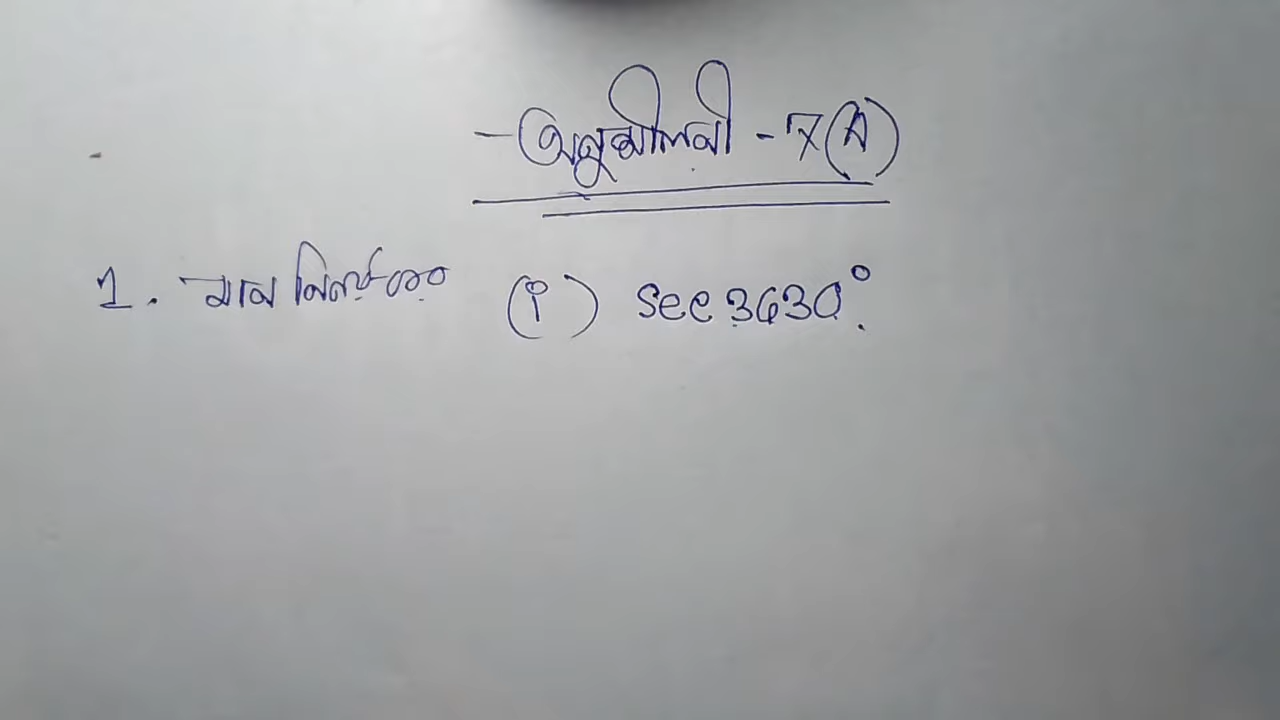 অনুশীলনী - 7(A)
1. মান নির্ণয় কর (i) sec 3630°